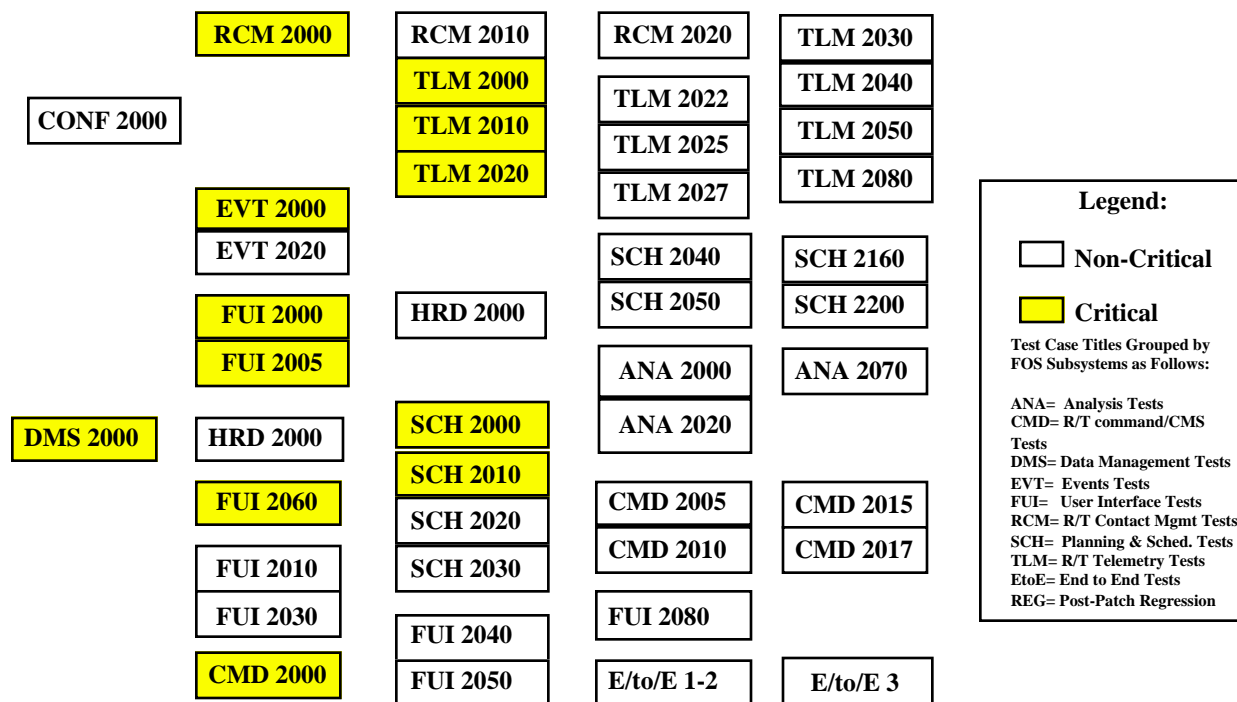 RCM 2000
RCM 2010
RCM 2020
TLM 2030
TLM 2000
TLM 2040
TLM 2022
CONF 2000
TLM 2010
TLM 2050
TLM 2025
TLM 2020
TLM 2080
TLM 2027
EVT 2000
EVT 2020
SCH 2040
SCH 2160
FUI 2000
HRD 2000
SCH 2050
SCH 2200
FUI 2005
ANA 2000
ANA 2070
DMS 2000
HRD 2000
SCH 2000
ANA 2020
SCH 2010
FUI 2060
CMD 2005
CMD 2015
SCH 2020
CMD 2010
CMD 2017
FUI 2010
SCH 2030
FUI 2030
FUI 2080
FUI 2040
CMD 2000
FUI 2050
E/to/E 1-2
E/to/E 3
Legend:
Non-Critical
Critical
Test Case Titles Grouped by
FOS Subsystems as Follows:
ANA= Analysis Tests
CMD= R/T command/CMS
Tests
DMS= Data Management Tests
EVT= Events Tests
FUI= User Interface Tests
RCM= R/T Contact Mgmt Tests
SCH= Planning & Sched. Tests
TLM= R/T Telemetry Tests
EtoE= End to End Tests
REG= Post-Patch Regression